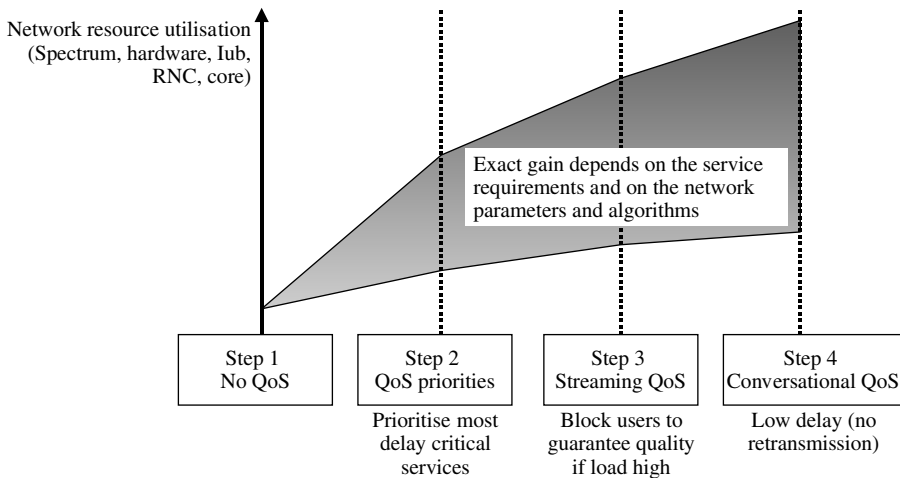 Network resource utilisation
(Spectrum, hardware, Iub,
RNC, core)
Exact gain depends on the service
requirements and on the network
parameters and algorithms
Step 1
No QoS
Step 2
QoS priorities
Step 3
Streaming QoS
Step 4
Conversational QoS
Prioritise most
delay critical
services
Block users to
guarantee quality
if load high
Low delay (no
retransmission)